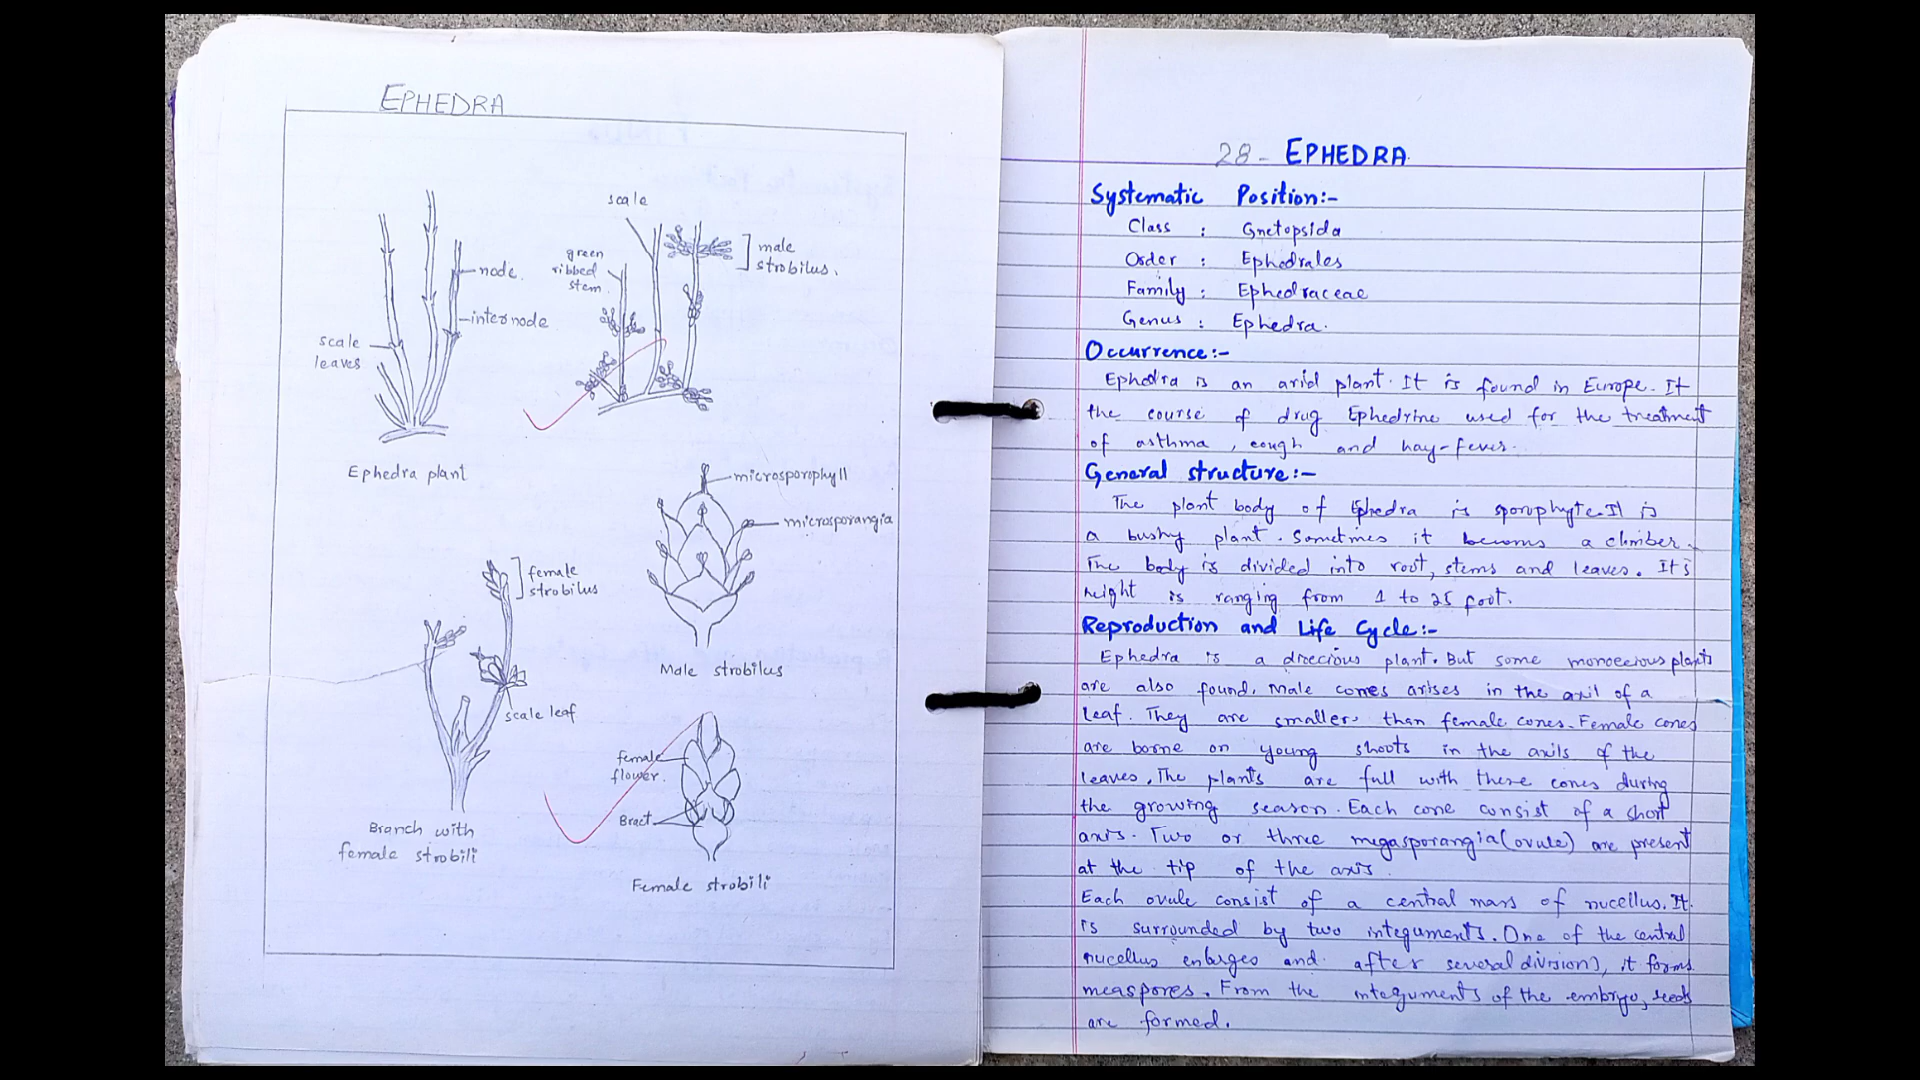 EPHEDRA
scale
green
ribbed
stem.
male
strobilus.
node.
internode
scale
leaves
Ephedra plant
microsporophyll
microsporangia
female
strobilus
scale leaf
Male strobilus
female
flower.
Bract
Branch with
female strobili
Female strobili
28- EPHEDRA
Systematic Position:-
Class : Gnetopsida
Order : Ephedrales
Family : Ephedraceae
Genus : Ephedra.
Occurrence:-
Ephedra is an arid plant. It is found in Europe. It
the course of drug Ephedrine used for the treatment
of asthma, cough and hay-fever.
General structure:-
The plant body of Ephedra is sporophyte. It is
a bushy plant. Sometimes it becoms a climber.
The body is divided into root, stems and leaves. It's
height is ranging from 1 to 25 foot.
Reproduction and Life Cycle:-
Ephedra is a dioecious plant. But some monoecious plants
are also found. Male cones arises in the axil of a
leaf. They are smaller than female cones. Female cones
are borne on young shoots in the axils of the
leaves. The plants are full with these cones during
the growing season. Each cone consist of a short
axis. Two or three megasporangia (ovule) are present
at the tip of the axis.
Each ovule consist of a central mass of nucellus. It
is surrounded by two integuments. One of the central
nucellus enlarges and after several divisions, it forms
measpores. From the integuments of the embryo, seeds
are formed.